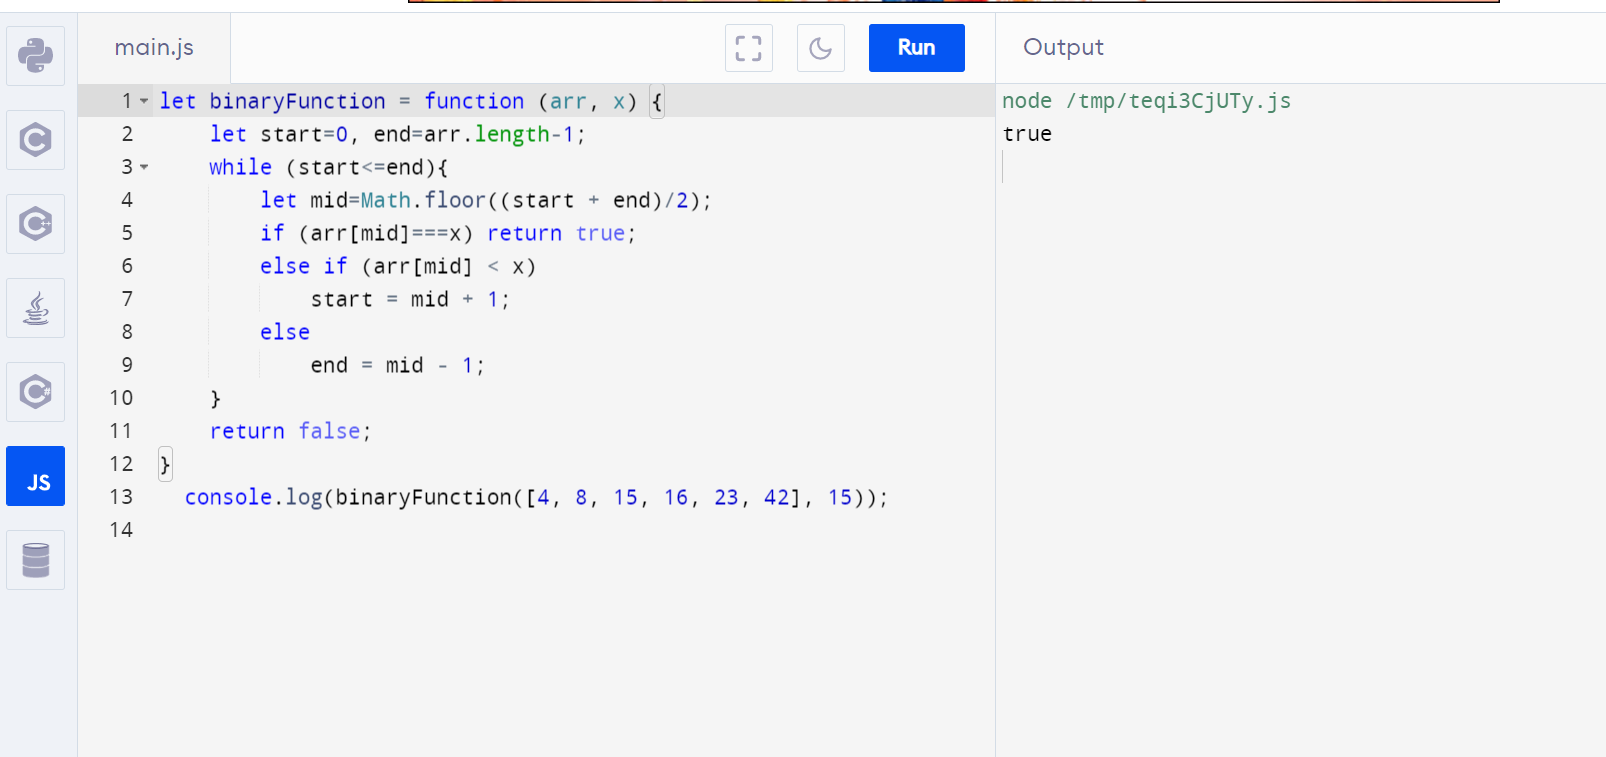 main.js
Run
Output
1 let binaryFunction = function (arr, x) {
2     let start=0, end=arr.length-1;
3     while (start<=end){
4         let mid=Math.floor((start + end)/2);
5         if (arr[mid]===x) return true;
6         else if (arr[mid] < x)
7             start = mid + 1;
8         else
9             end = mid - 1;
10     }
11     return false;
12 }
13   console.log(binaryFunction([4, 8, 15, 16, 23, 42], 15));
14
node /tmp/teqi3CjUTy.js
true
C
C++
C#
JS